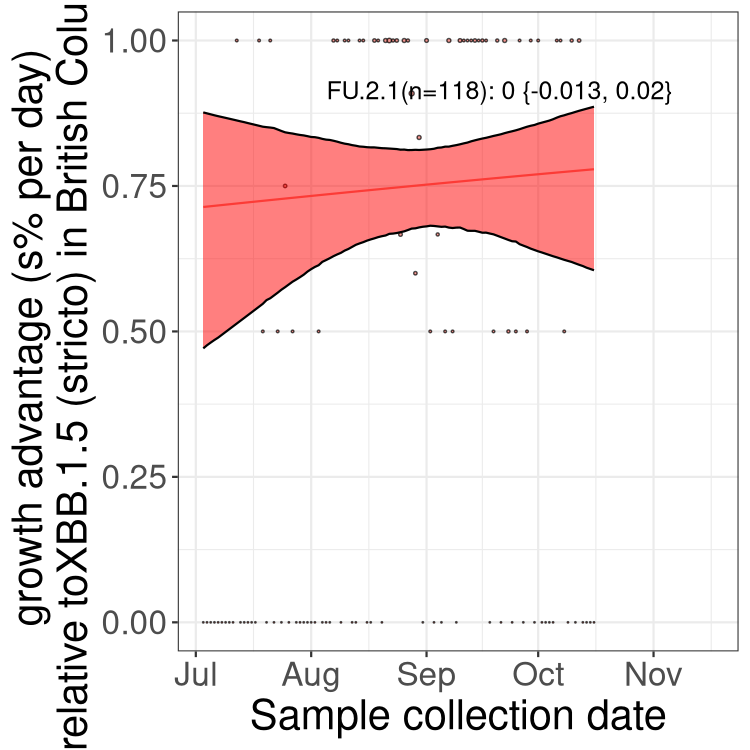 growth advantage (s% per day)
relative toXBB.1.5 (stricto) in British Colu
1.00
0.75
0.50
0.25
0.00
FU.2.1(n=118): 0 {-0.013, 0.02}
Jul Aug Sep Oct Nov
Sample collection date